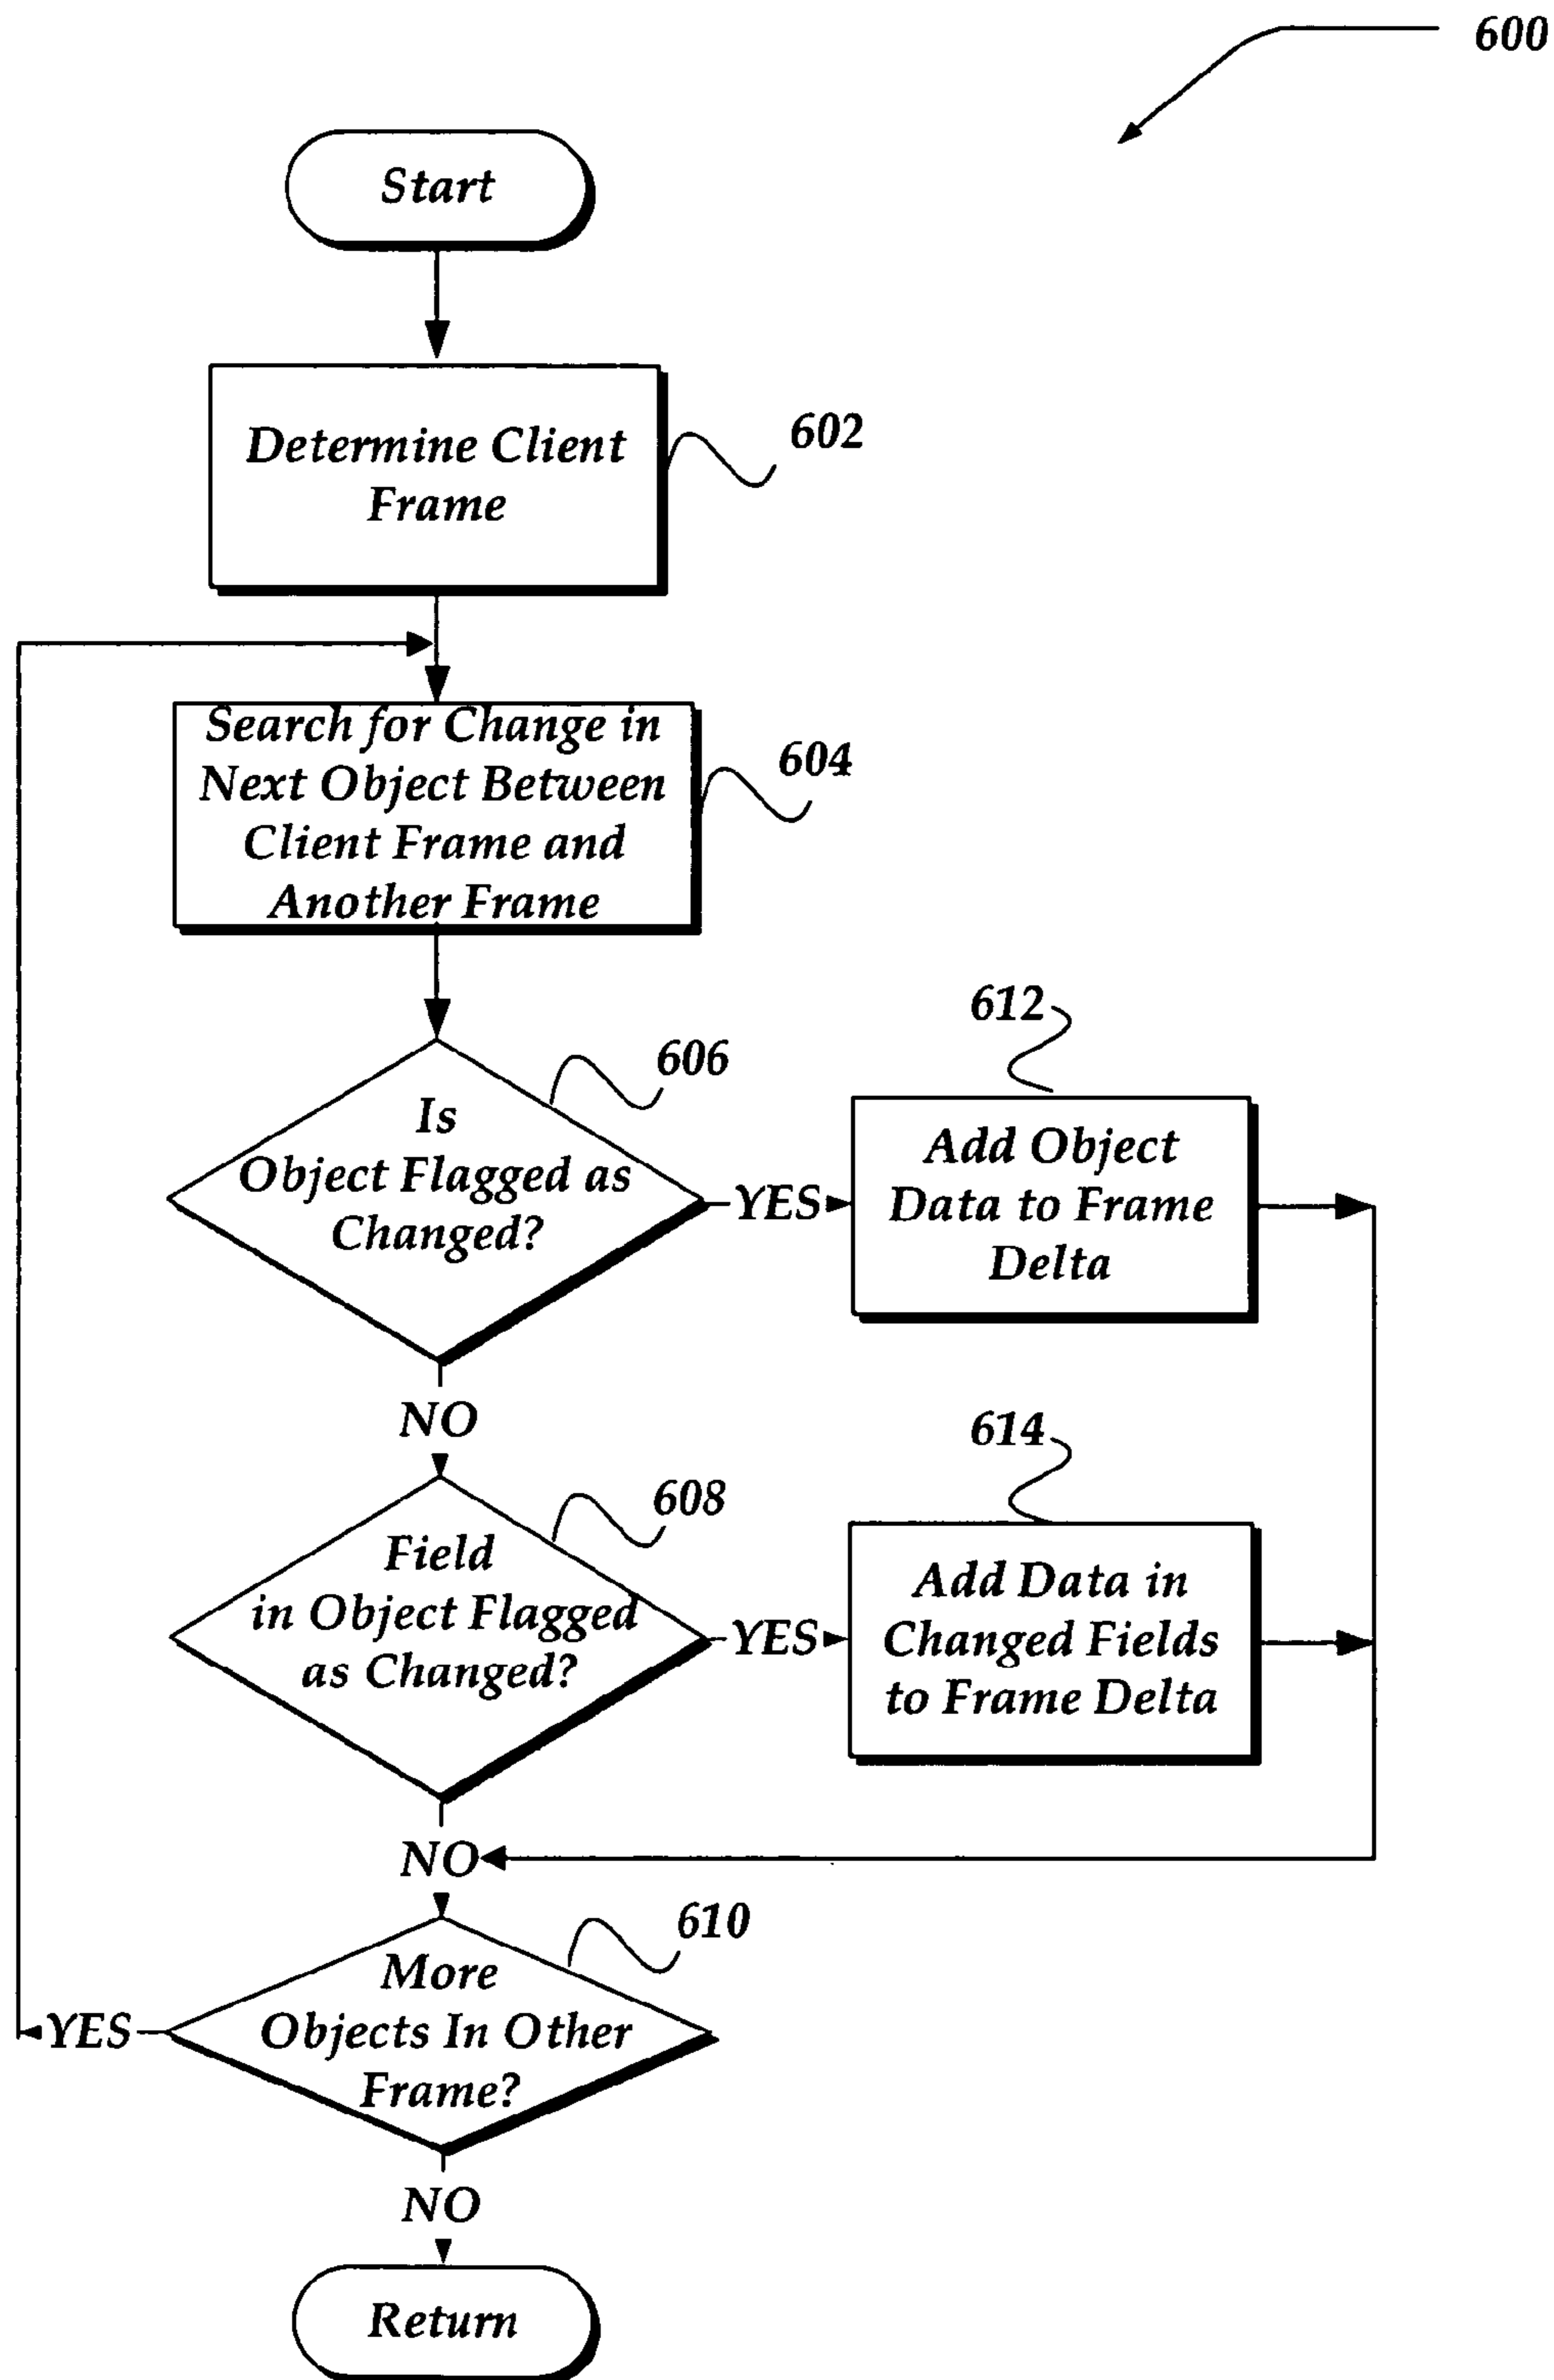 600
Start
Determine Client
Frame
602
Search for Change in
Next Object Between
Client Frame and
Another Frame
604
Is
Object Flagged as
Changed?
606
YES
612
Add Object
Data to Frame
Delta
NO
Field
in Object Flagged
as Changed?
608
YES
614
Add Data in
Changed Fields
to Frame Delta
NO
More
Objects In Other
Frame?
610
YES
NO
Return